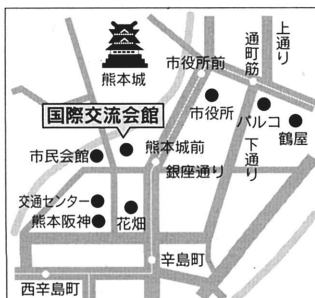 上通り
通町筋
市役所前
熊本城
市役所
パルコ
鶴屋
国際交流会館
熊本城前
市民会館
銀座通り
下通り
交通センター
熊本阪神
花畑
辛島町
西辛島町